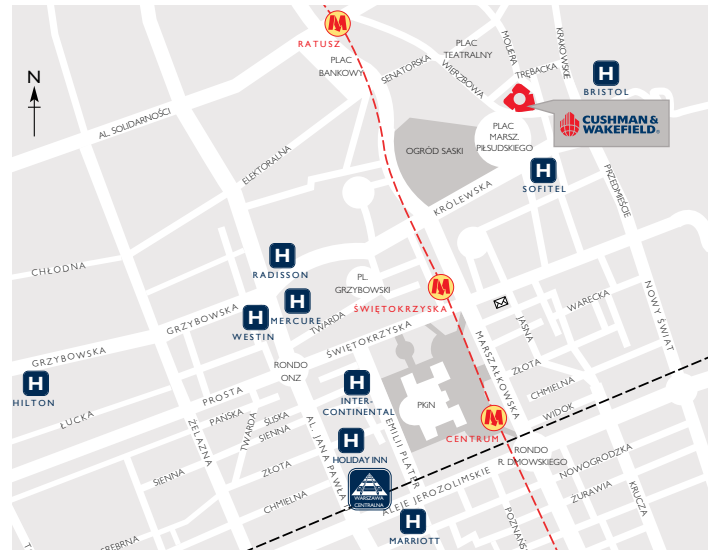 RATUSZ
PLAC
BANKOWY
PLAC
TEATRALNY
SENATORSKA
WIERZBOWA
MOLIERA
KRAKOWSKIE
TRĘBACKA
BRISTOL
CUSHMAN &
WAKEFIELD®
N
AL. SOLIDARNOŚCI
PLAC
MARSZ.
PIŁSUDSKIEGO
OGRÓD SASKI
ELEKTORALNA
KRÓLEWSKA
SOFITEL
PRZEDMIEŚCIE
CHŁODNA
RADISSON
PL.
GRZYBOWSKI
MERCURE
WESTIN
GRZYBOWSKA
TWARDA
ŚWIĘTOKRZYSKA
ŚWIĘTOKRZYSKA
WARECKA
JASNA
NOWY ŚWIAT
MARSZAŁKOWSKA
GRZYBOWSKA
HILTON
RONDO
ONZ
PROSTA
INTER-
CONTINENTAL
PKiN
ZŁOTA
CHMIELNA
WIDOK
ŁUCKA
PAŃSKA
ŚLISKA
SIENNA
TWARDA
ŻELAZNA
AL. JANA PAWŁA
EMILII PLATER
HOLIDAY INN
CENTRUM
RONDO
R. DMOWSKIEGO
NOWOGRODZKA
ŻURAWIA
KRUCZA
SIENNA
ZŁOTA
CHMIELNA
WARSZAWA
CENTRALNA
ALEJE JEROZOLIMSKIE
MARRIOTT
SREBRNA